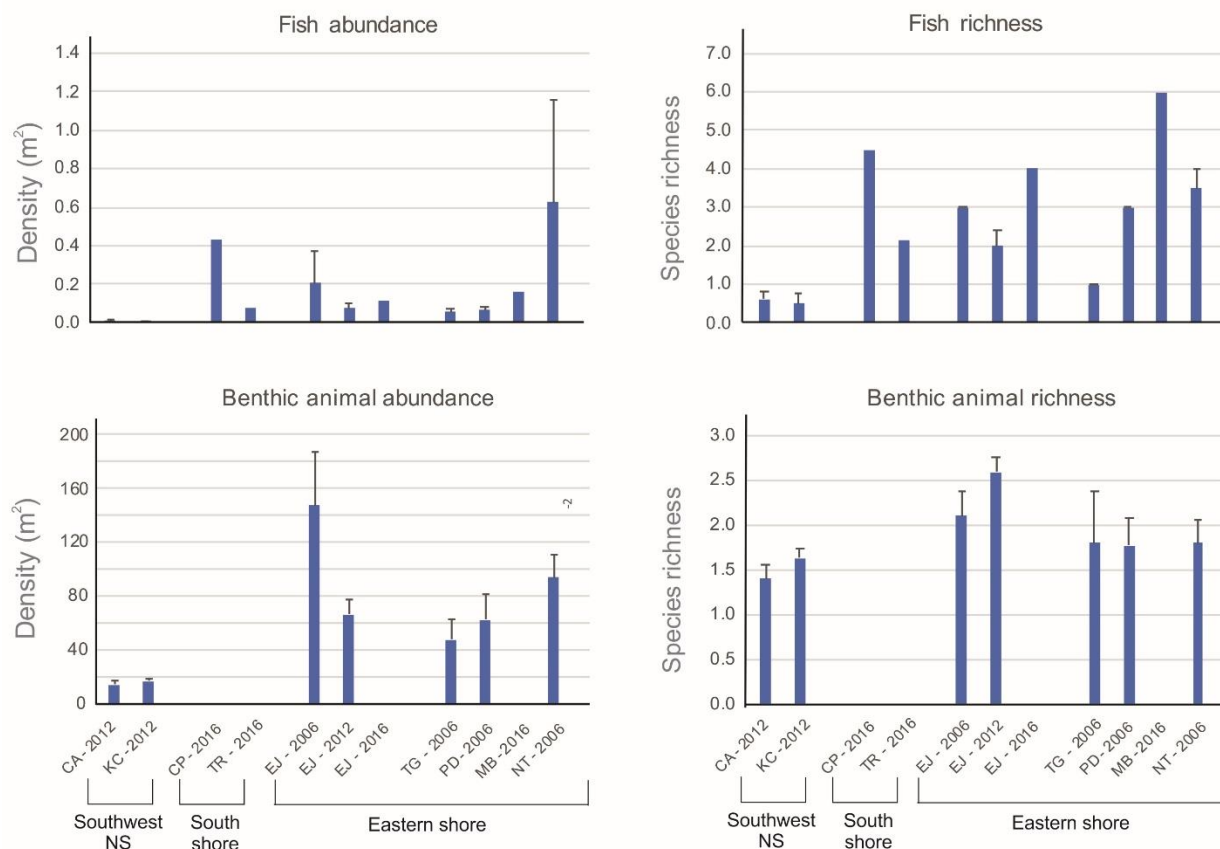 Fish abundance
Density (m²)
1.4
1.2
1.0
0.8
0.6
0.4
0.2
0.0
Fish richness
Species richness
7.0
6.0
5.0
4.0
3.0
2.0
1.0
0.0
Benthic animal abundance
Density (m²)
200
160
120
80
40
0
-2
CA - 2012
KC - 2012
CP - 2016
TR - 2016
EJ - 2006
EJ - 2012
EJ - 2016
TG - 2006
PD - 2006
MB - 2016
NT - 2006
Southwest
NS
South
shore
Eastern shore
Benthic animal richness
Species richness
3.0
2.5
2.0
1.5
1.0
0.5
0.0
CA - 2012
KC - 2012
CP - 2016
TR - 2016
EJ - 2006
EJ - 2012
EJ - 2016
TG - 2006
PD - 2006
MB - 2016
NT - 2006
Southwest
NS
South
shore
Eastern shore